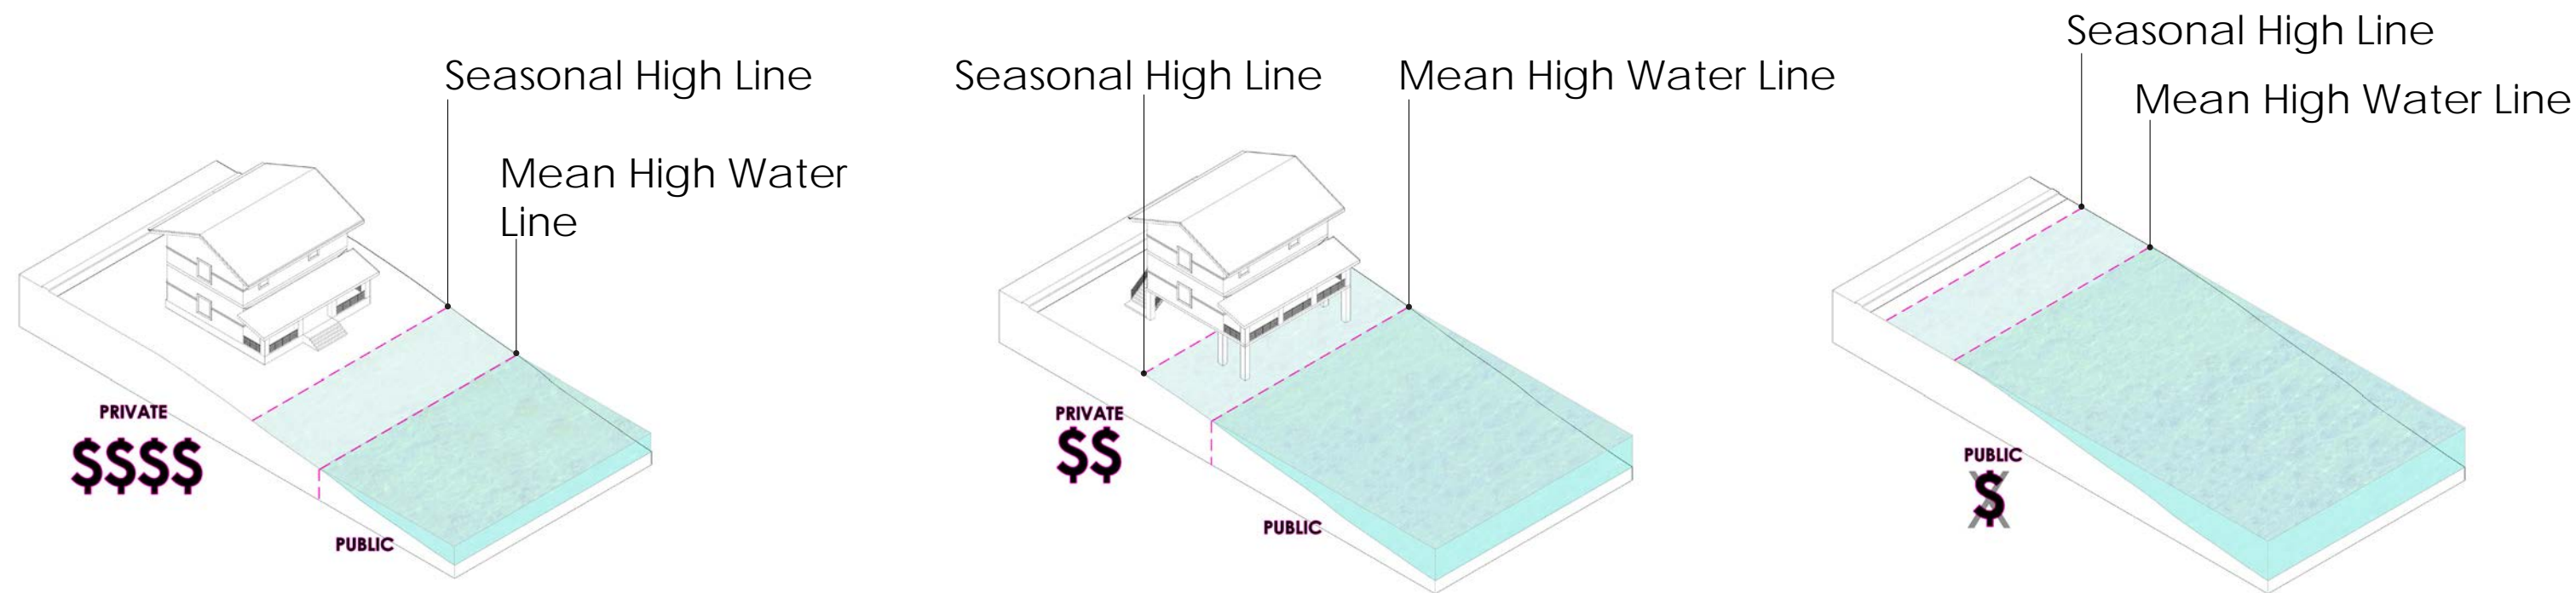 Seasonal High Line
Mean High Water
Line
PRIVATE
$$$$
PUBLIC
Seasonal High Line
Mean High Water Line
PRIVATE
$$
PUBLIC
Seasonal High Line
Mean High Water Line
PUBLIC
$